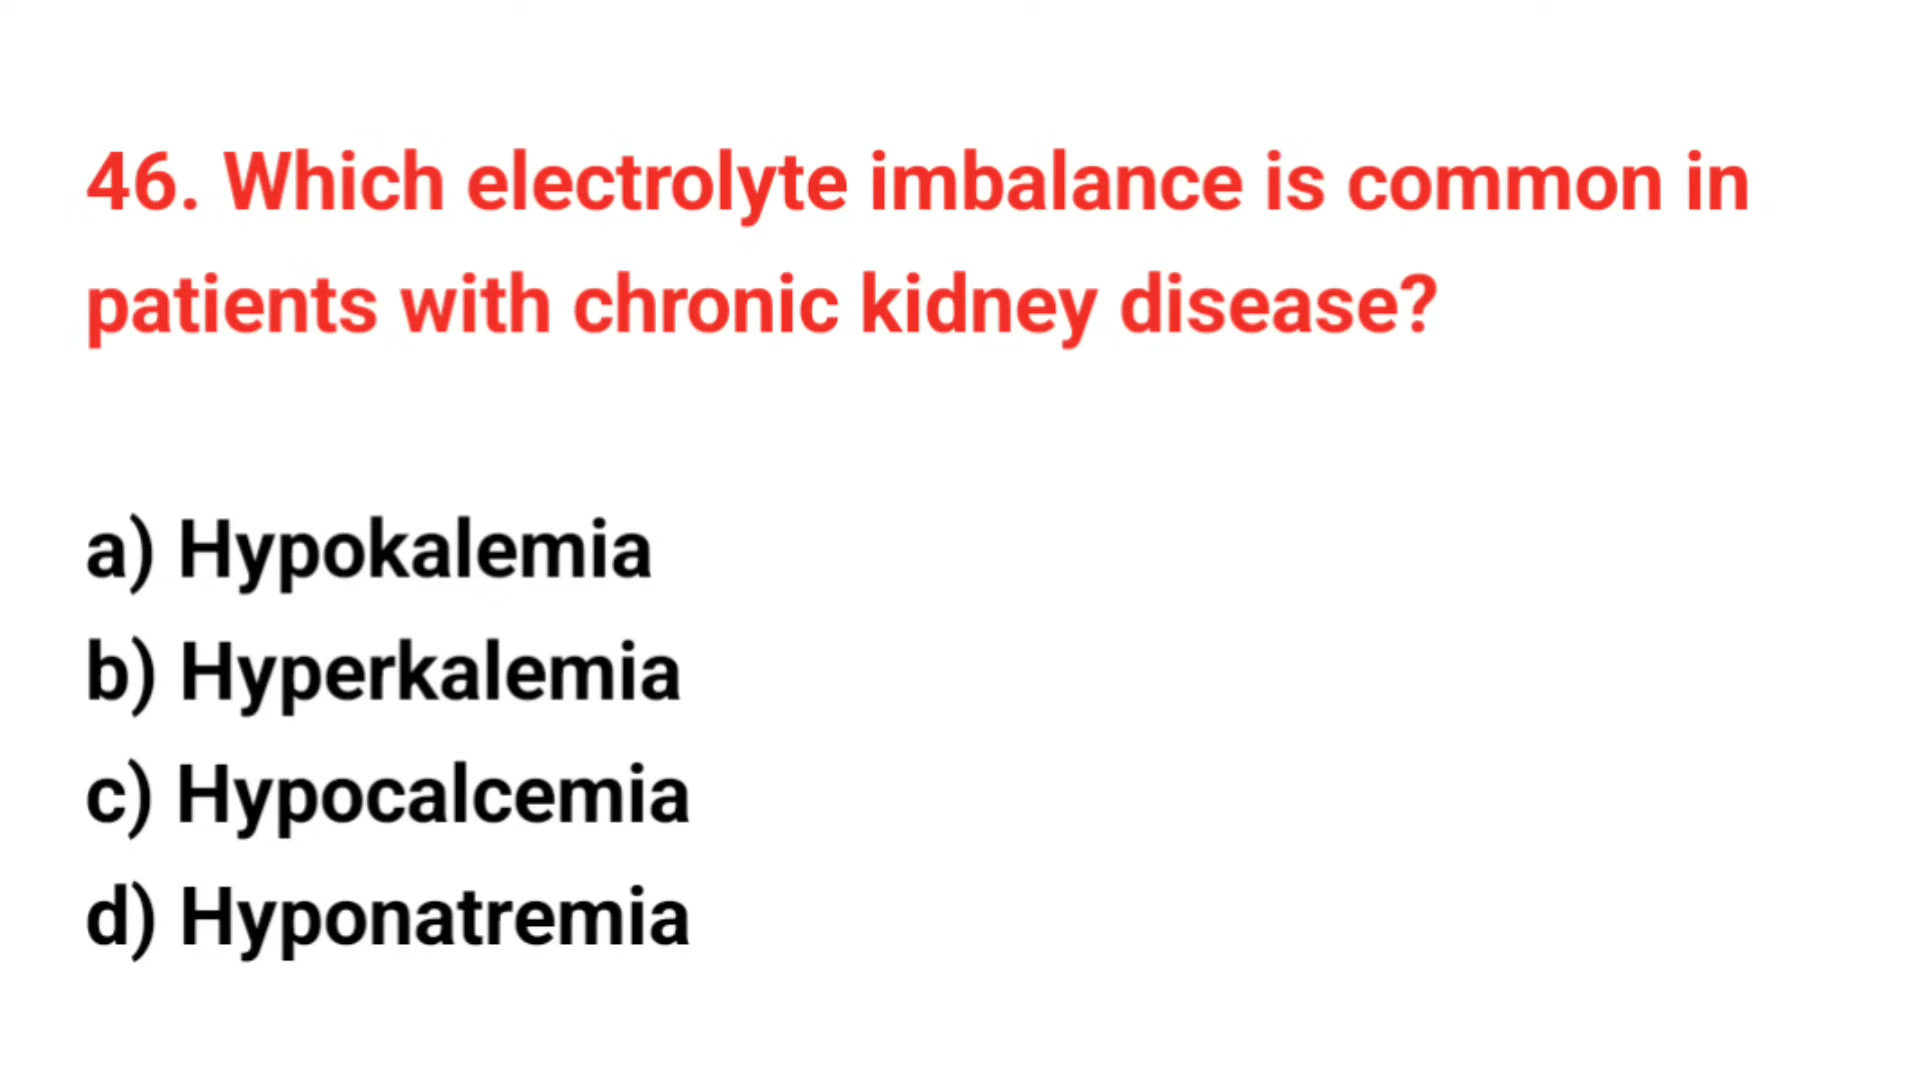 46. Which electrolyte imbalance is common in
patients with chronic kidney disease?
a) Hypokalemia
b) Hyperkalemia
c) Hypocalcemia
d) Hyponatremia